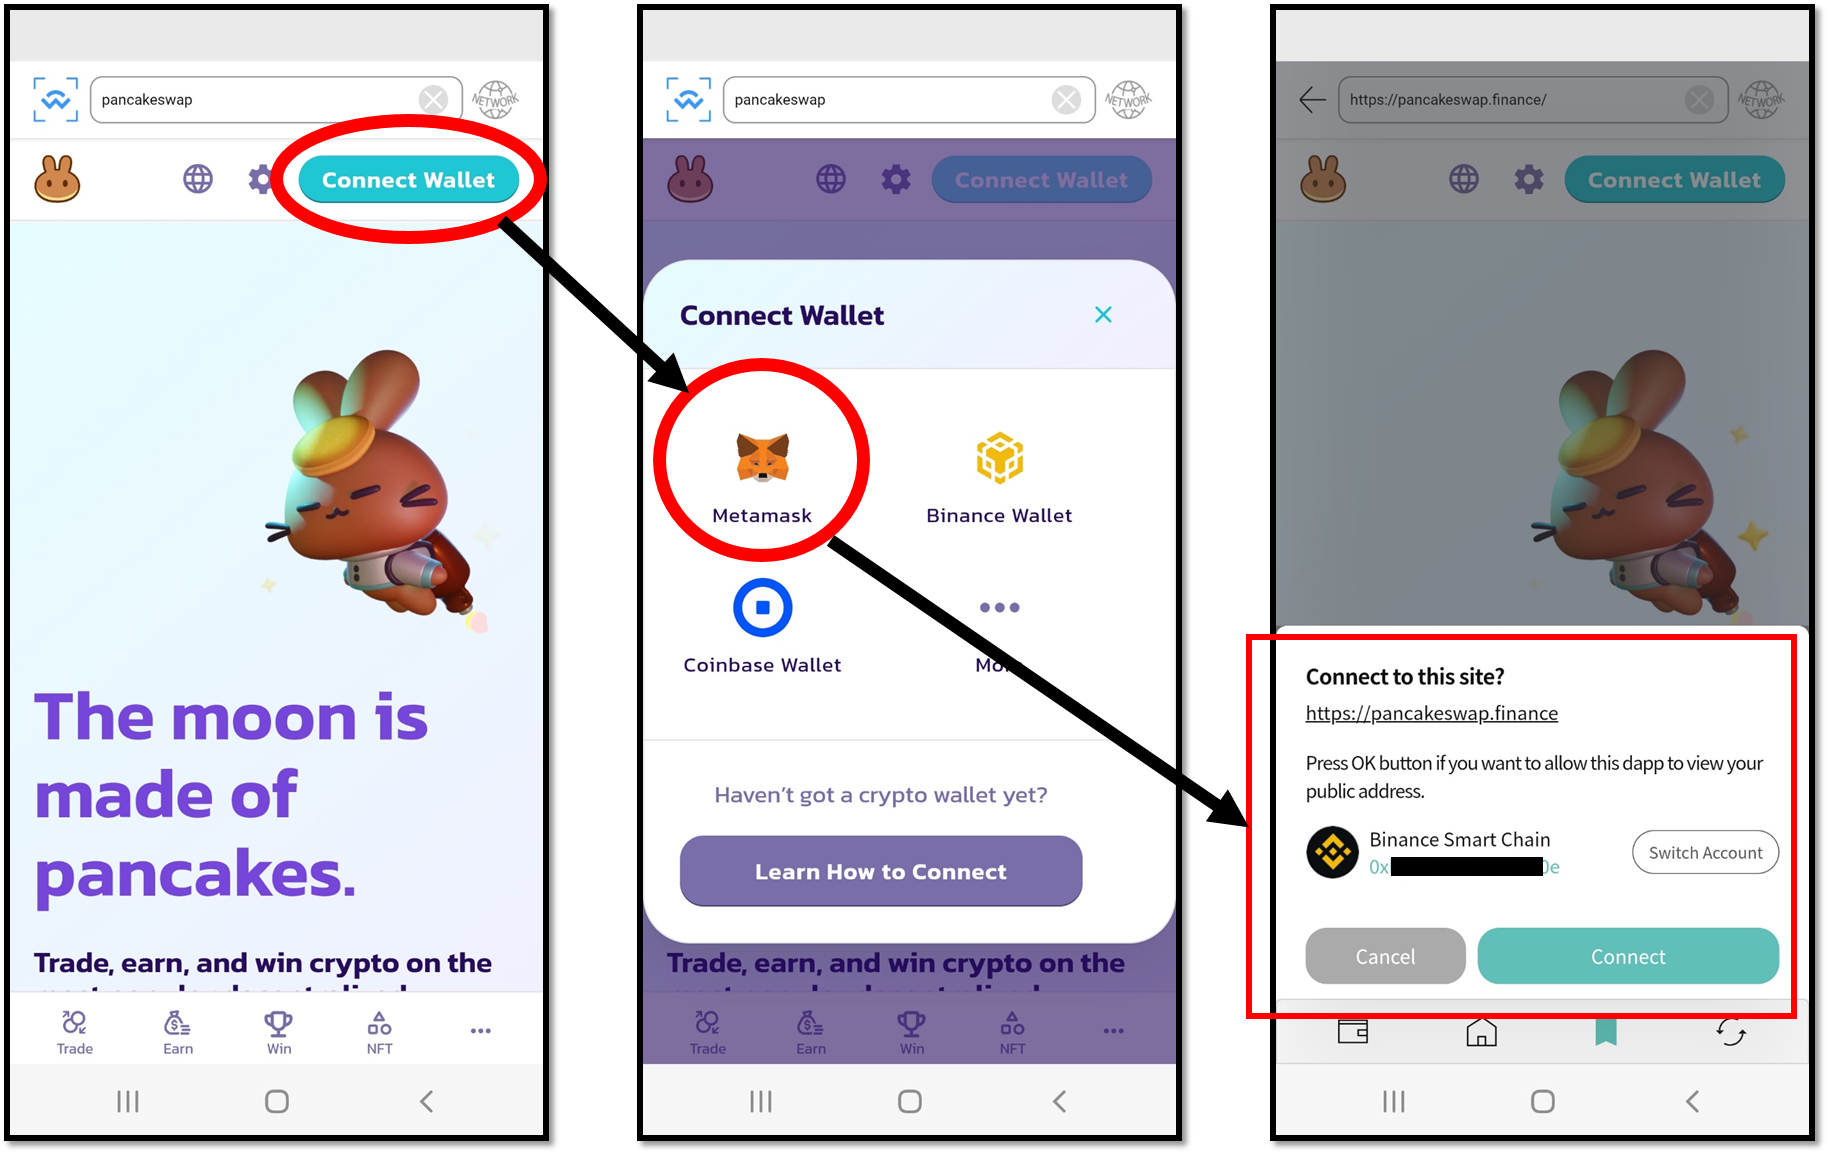 pancakeswap
NETWORK
Connect Wallet
The moon is
made of
pancakes.
Trade, earn, and win crypto on the
Trade
Earn
Win
NFT
pancakeswap
NETWORK
Connect Wallet
Connect Wallet
Metamask
Binance Wallet
Coinbase Wallet
Haven't got a crypto wallet yet?
Learn How to Connect
Trade, earn, and win crypto on the
Trade
Earn
Win
NFT
https://pancakeswap.finance/
NETWORK
Connect Wallet
Connect to this site?
https://pancakeswap.finance
Press OK button if you want to allow this dapp to view your
public address.
Binance Smart Chain
0x
0e
Switch Account
Cancel
Connect